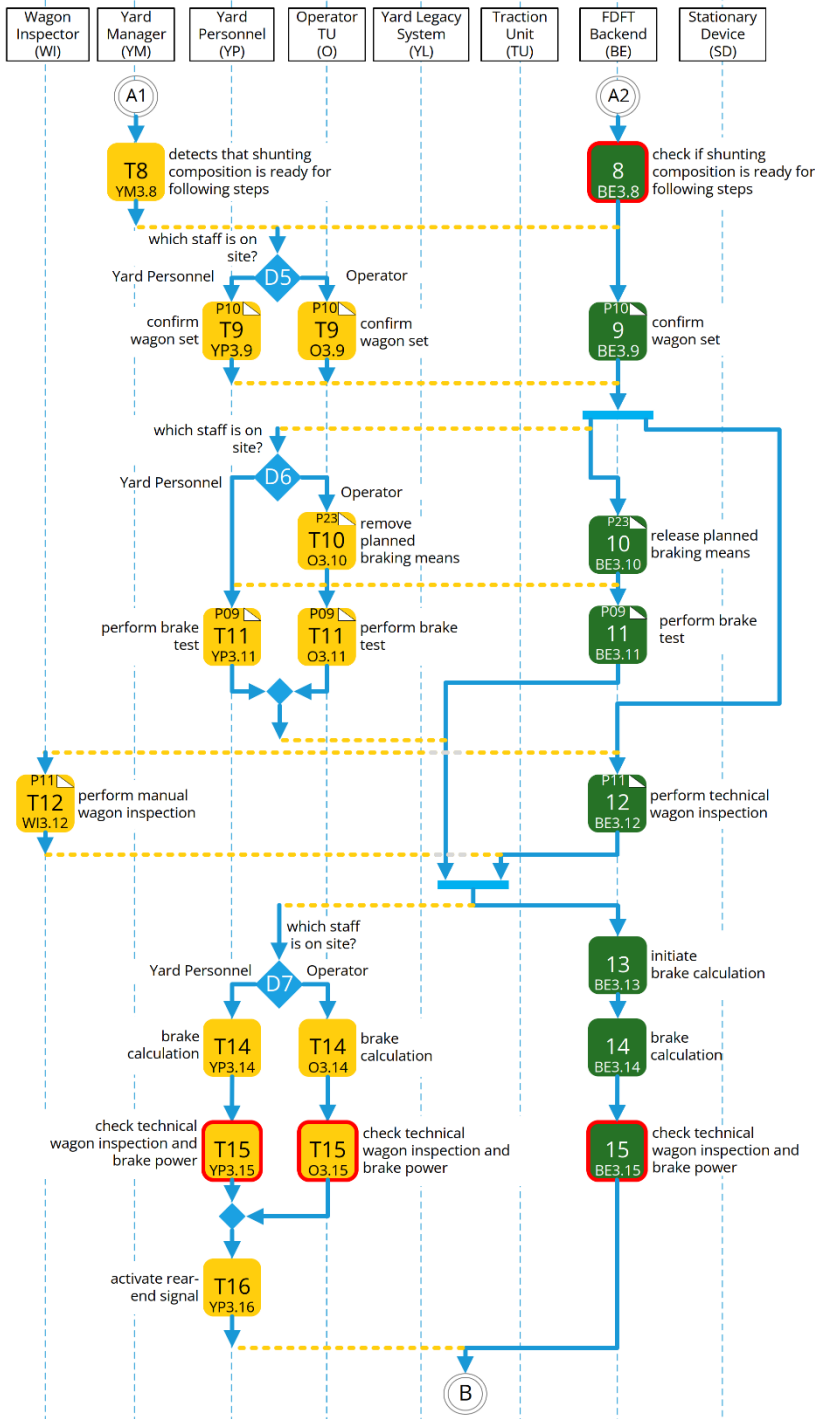 Wagon
Inspector
(WI)
Yard
Manager
(YM)
Yard
Personnel
(YP)
Operator
TU
(O)
Yard Legacy
System
(YL)
Traction
Unit
(TU)
FDFT
Backend
(BE)
Stationary
Device
(SD)
A1
A2
T8
YM3.8
detects that shunting
composition is ready for
following steps
8
BE3.8
check if shunting
composition is ready for
following steps
which staff is on
site?
D5
Yard Personnel
Operator
confirm
wagon set
P10
T9
YP3.9
P10
T9
O3.9
confirm
wagon set
P10
9
BE3.9
confirm
wagon set
which staff is on
site?
D6
Yard Personnel
Operator
P23
T10
O3.10
remove
planned
braking means
P23
10
BE3.10
release planned
braking means
perform brake
test
P09
T11
YP3.11
P09
T11
O3.11
perform brake
test
P09
11
BE3.11
perform brake
test
P11
T12
WI3.12
perform manual
wagon inspection
P11
12
BE3.12
perform technical
wagon inspection
which staff
is on site?
D7
Yard Personnel
Operator
13
BE3.13
initiate
brake calculation
brake
calculation
T14
YP3.14
T14
O3.14
brake
calculation
14
BE3.14
brake
calculation
check technical
wagon inspection and
brake power
T15
YP3.15
T15
O3.15
check technical
wagon inspection and
brake power
15
BE3.15
check technical
wagon inspection and
brake power
activate rear-
end signal
T16
YP3.16
B